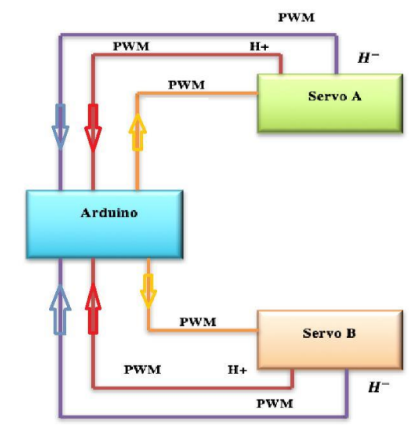 PWM
PWM H+ H⁻
PWM
Servo A
Arduino
PWM
Servo B
PWM H+ H⁻
PWM